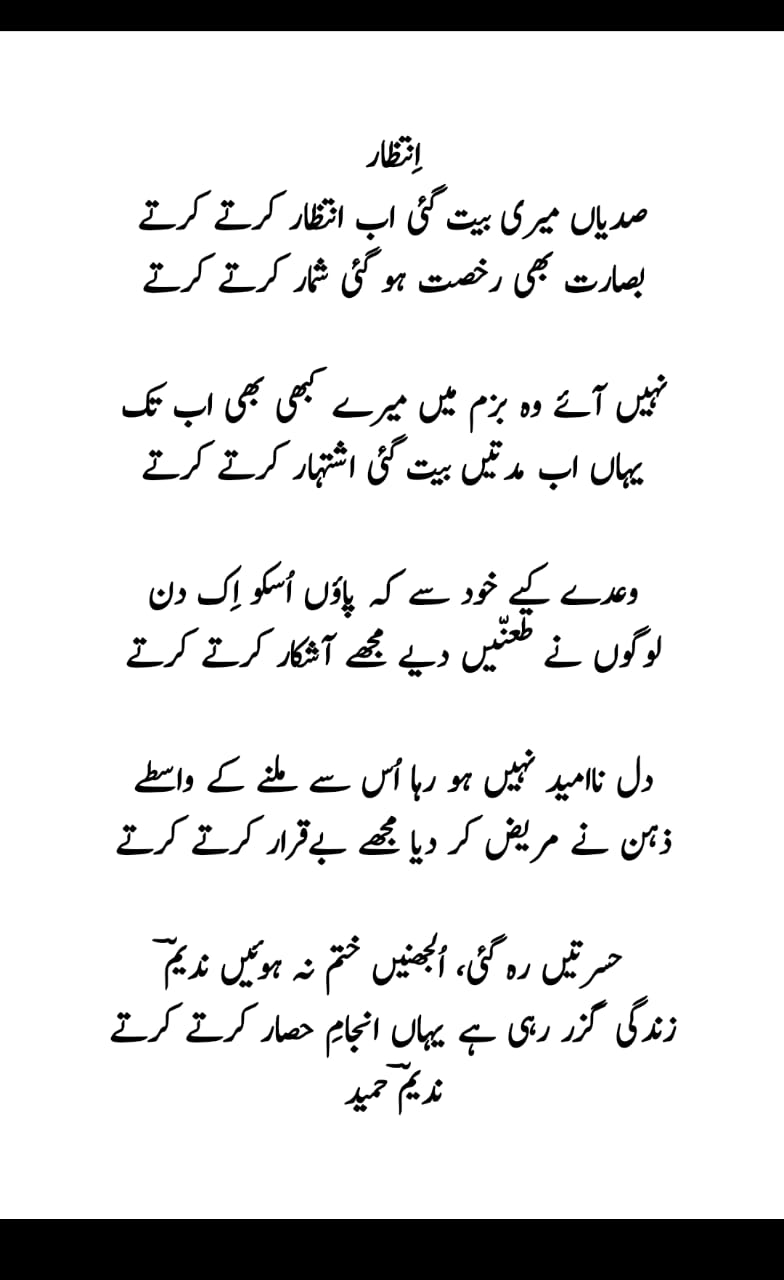 اِنتظار
صدیاں میری بیت گئی اب انتظار کرتے کرتے
بصارت بھی رخصت ہو گئی شمار کرتے کرتے
نہیں آئے وہ بزم میں میرے کبھی بھی اب تک
یہاں اب مدتیں بیت گئی اشتہار کرتے کرتے
وعدے کیے خود سے کہ پاؤں اُسکو اِک دن
لوگوں نے طعنّیں دیے مجھے آشکار کرتے کرتے
دل ناامید نہیں ہو رہا اُس سے ملنے کے واسطے
ذہن نے مریض کر دیا مجھے بےقرار کرتے کرتے
حسرتیں رہ گئی، اُلجھنیں ختم نہ ہوئیں ندیمؔ
زندگی گزر رہی ہے یہاں انجامِ حصار کرتے کرتے
ندیمؔ حمید